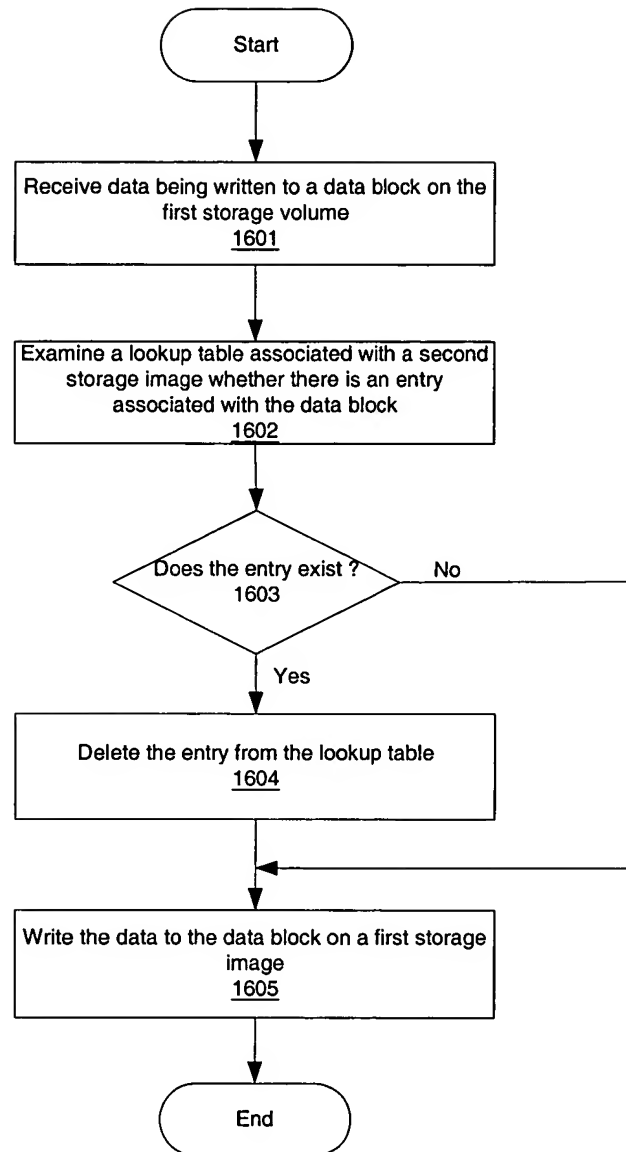 Start
Receive data being written to a data block on the
first storage volume
1601
Examine a lookup table associated with a second
storage image whether there is an entry
associated with the data block
1602
Does the entry exist ?
1603
No
Yes
Delete the entry from the lookup table
1604
Write the data to the data block on a first storage
image
1605
End